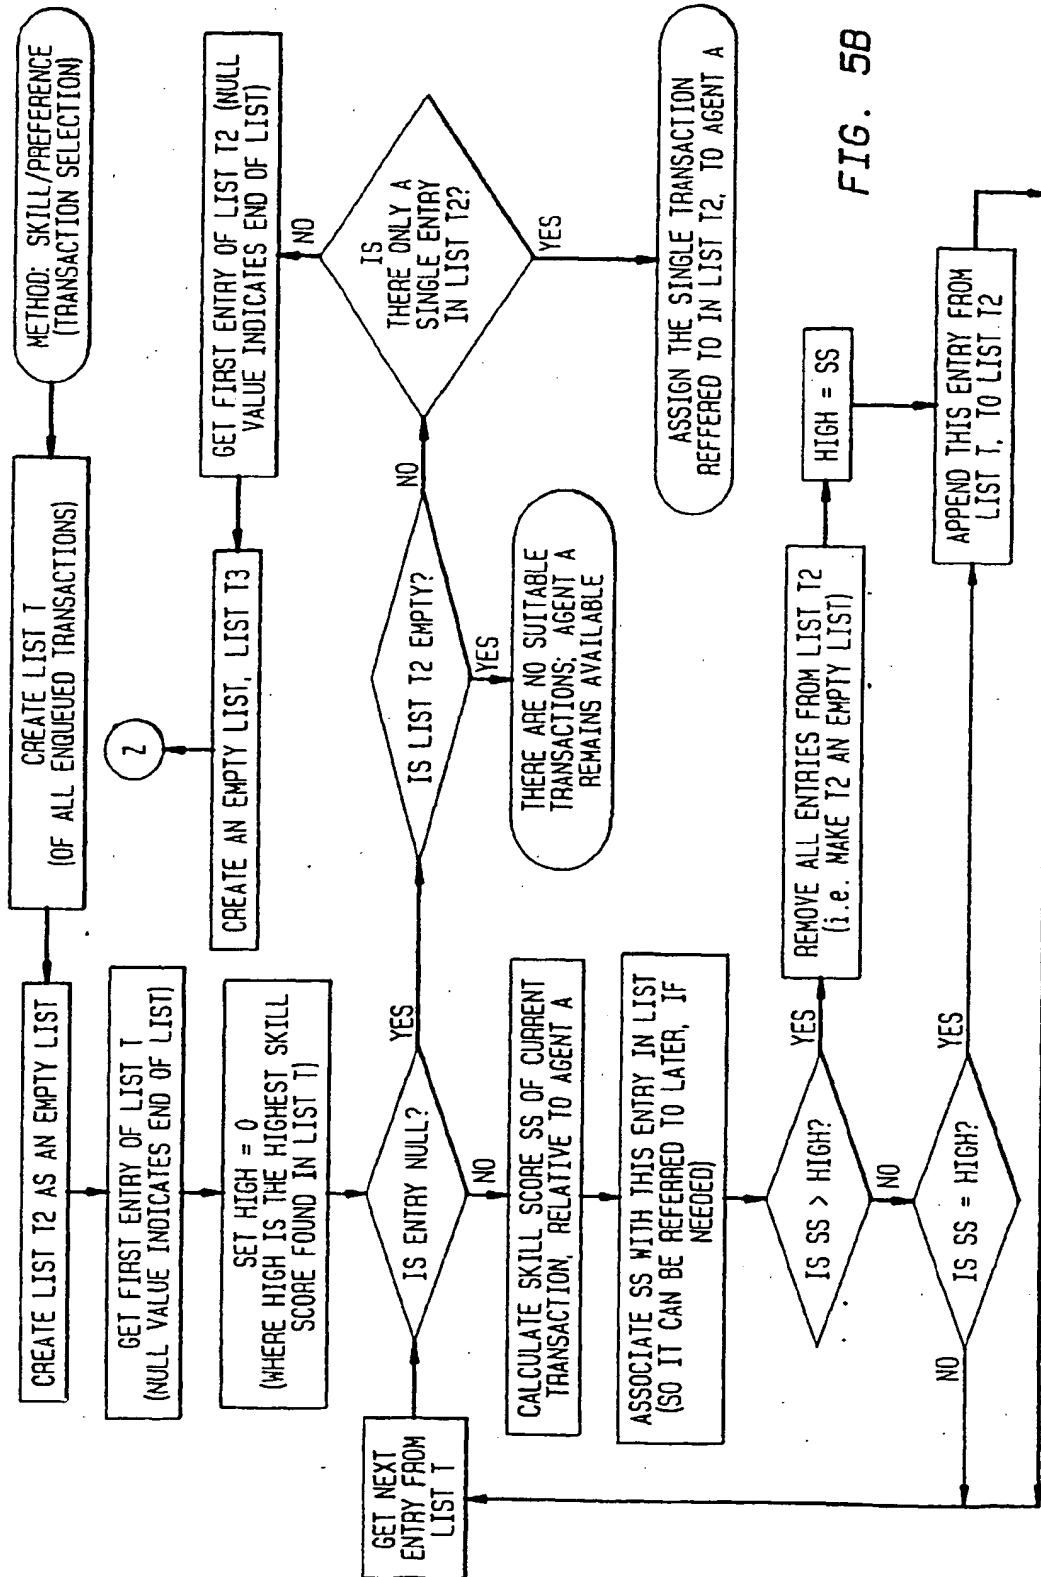 METHOD: SKILL/PREFERENCE
(TRANSACTION SELECTION)
CREATE LIST T
(OF ALL ENQUEUED TRANSACTIONS)
CREATE LIST T2 AS AN EMPTY LIST
GET FIRST ENTRY OF LIST T
(NULL VALUE INDICATES END OF LIST)
SET HIGH = 0
(WHERE HIGH IS THE HIGHEST SKILL
SCORE FOUND IN LIST T)
GET NEXT
ENTRY FROM
LIST T
IS ENTRY NULL?
YES
NO
IS LIST T2 EMPTY?
NO
YES
THERE ARE NO SUITABLE
TRANSACTIONS; AGENT A
REMAINS AVAILABLE
IS
THERE ONLY A
SINGLE ENTRY
IN LIST T2?
NO
YES
GET FIRST ENTRY OF LIST T2 (NULL
VALUE INDICATES END OF LIST)
CREATE AN EMPTY LIST, LIST T3
2
ASSIGN THE SINGLE TRANSACTION
REFFERED TO IN LIST T2, TO AGENT A
CALCULATE SKILL SCORE SS OF CURRENT
TRANSACTION, RELATIVE TO AGENT A
ASSOCIATE SS WITH THIS ENTRY IN LIST
(SO IT CAN BE REFERRED TO LATER, IF
NEEDED)
IS SS > HIGH?
YES
NO
REMOVE ALL ENTRIES FROM LIST T2
(i.e. MAKE T2 AN EMPTY LIST)
HIGH = SS
IS SS = HIGH?
YES
NO
APPEND THIS ENTRY FROM
LIST T, TO LIST T2
FIG. 5B